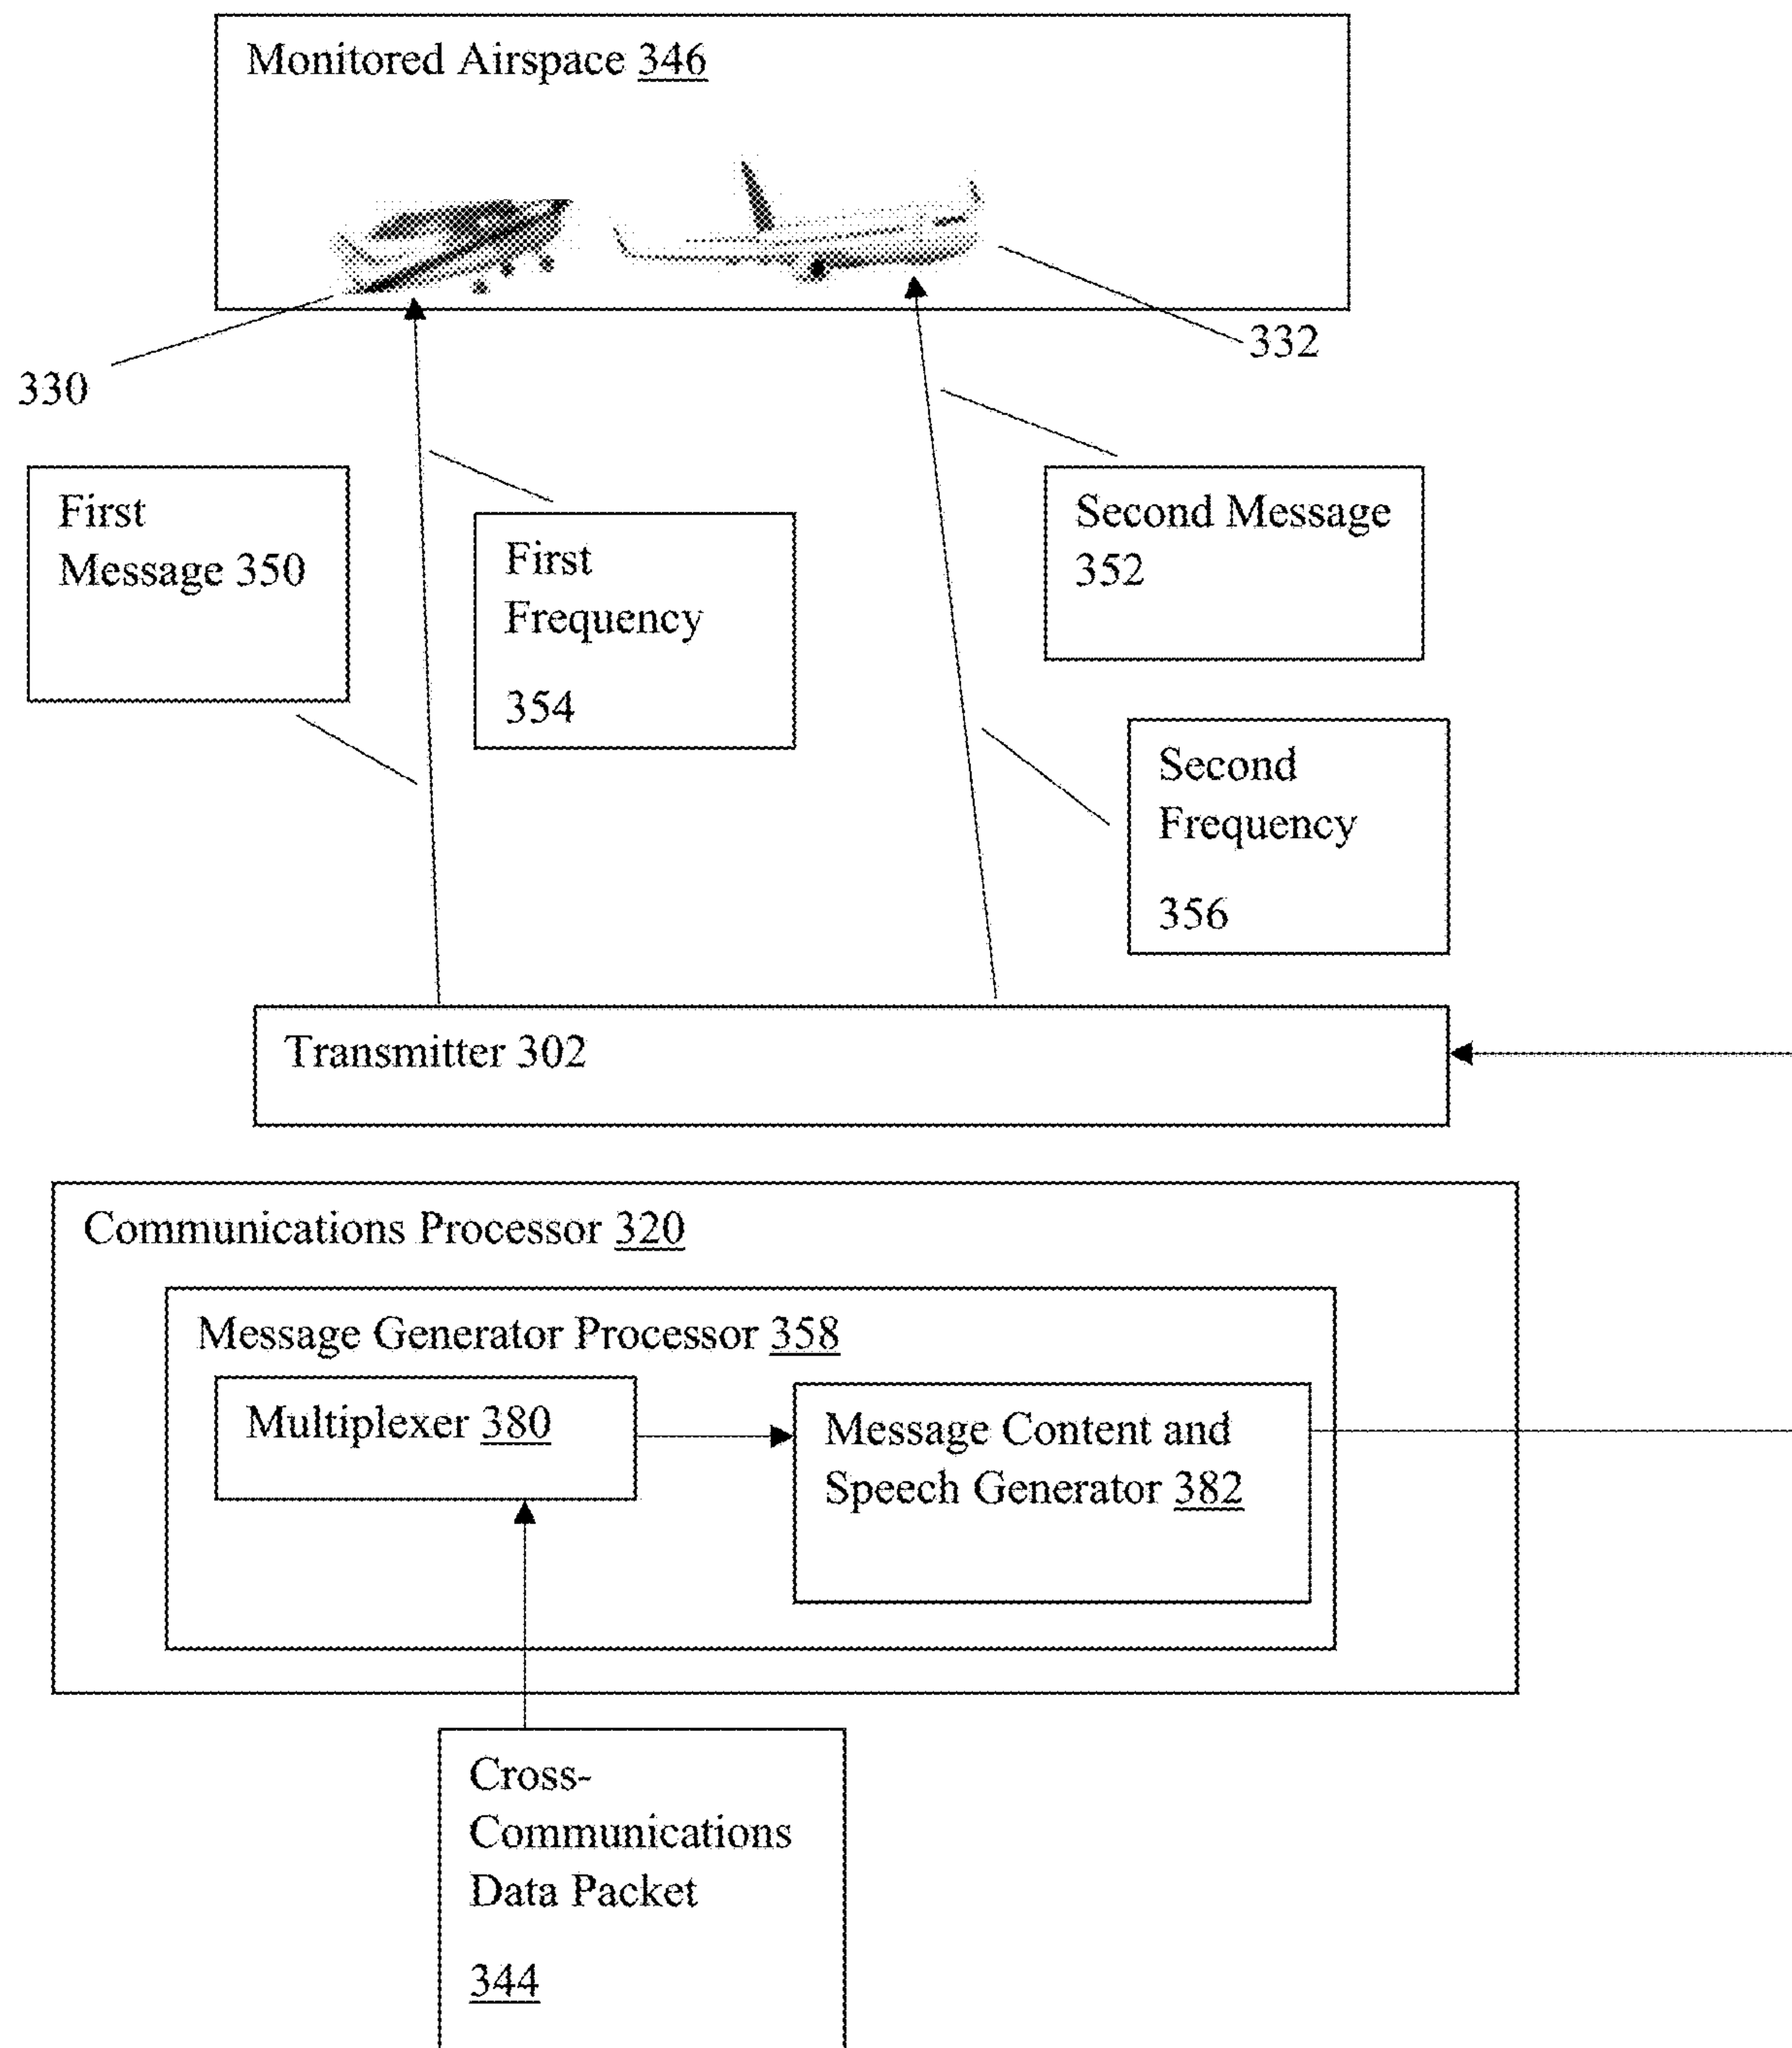 Monitored Airspace 346
332
330
First
Message 350
First
Frequency
354
Second Message
352
Second
Frequency
356
Transmitter 302
Communications Processor 320
Message Generator Processor 358
Multiplexer 380
Message Content and
Speech Generator 382
Cross-
Communications
Data Packet
344